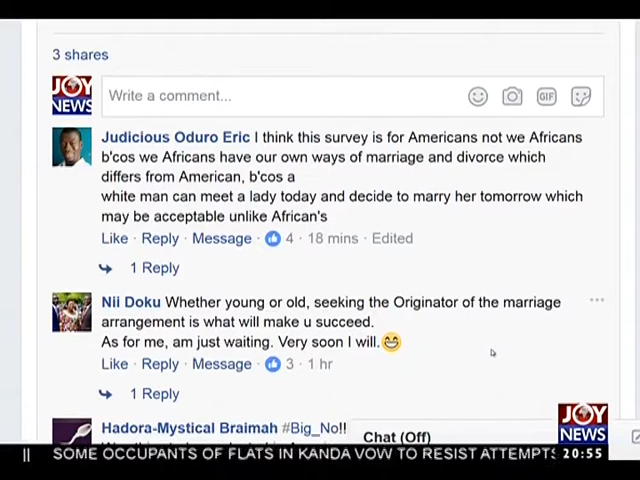 3 shares
JOY
NEWS
Write a comment...
GIF
Judicious Oduro Eric I think this survey is for Americans not we Africans
b'cos we Africans have our own ways of marriage and divorce which
differs from American, b'cos a
white man can meet a lady today and decide to marry her tomorrow which
may be acceptable unlike African's
Like · Reply · Message · 4 · 18 mins · Edited
1 Reply
Nii Doku Whether young or old, seeking the Originator of the marriage
arrangement is what will make u succeed.
As for me, am just waiting. Very soon I will.😁
Like · Reply · Message · 3 · 1 hr
1 Reply
Hadora-Mystical Braimah #Big_No!!
Chat (Off)
JOY
NEWS
|| SOME OCCUPANTS OF FLATS IN KANDA VOW TO RESIST ATTEMPTS
20:55